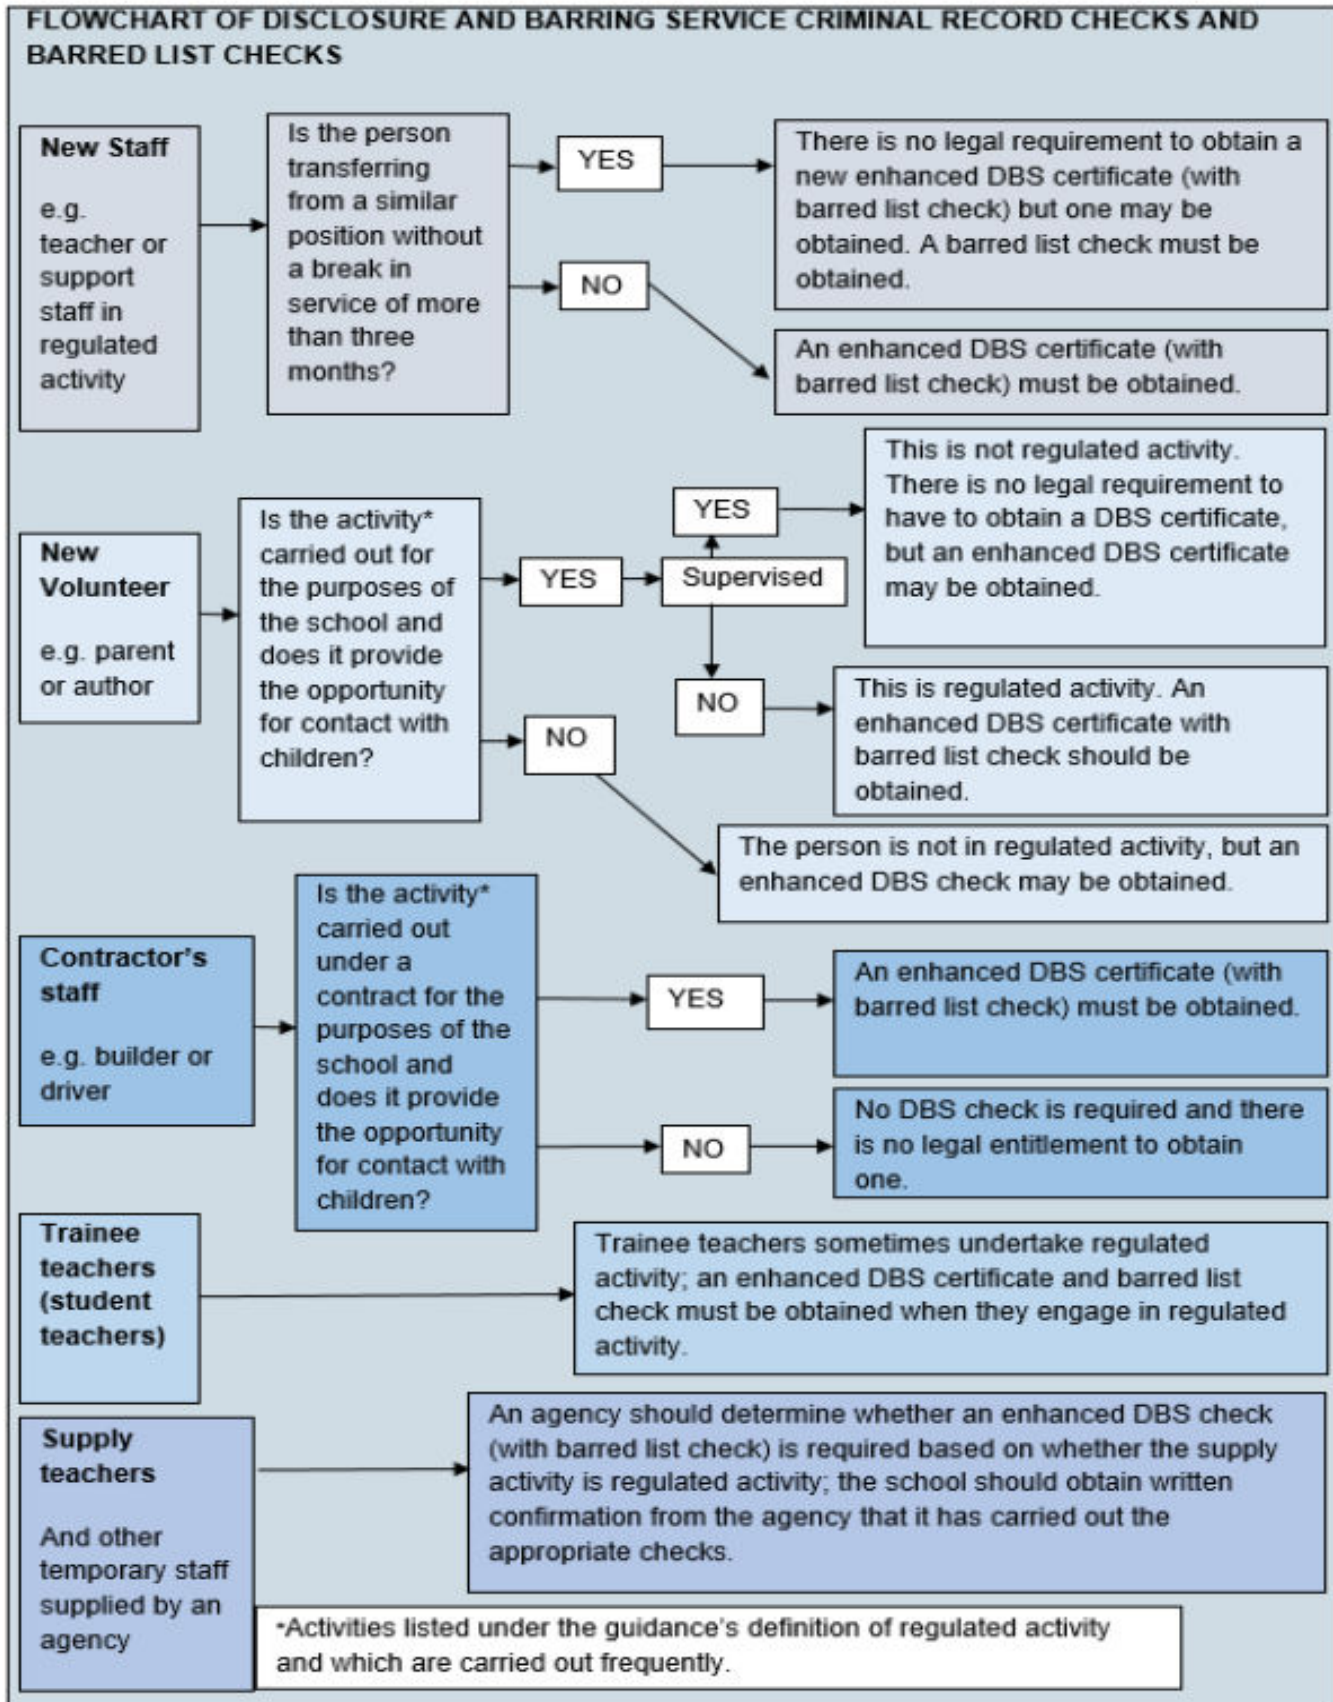 FLOWCHART OF DISCLOSURE AND BARRING SERVICE CRIMINAL RECORD CHECKS AND
BARRED LIST CHECKS
New Staff
e.g.
teacher or
support
staff in
regulated
activity
Is the person
transferring
from a similar
position without
a break in
service of more
than three
months?
YES
There is no legal requirement to obtain a
new enhanced DBS certificate (with
barred list check) but one may be
obtained. A barred list check must be
obtained.
NO
An enhanced DBS certificate (with
barred list check) must be obtained.
New
Volunteer
e.g. parent
or author
Is the activity*
carried out for
the purposes of
the school and
does it provide
the opportunity
for contact with
children?
YES
Supervised
YES
This is not regulated activity.
There is no legal requirement to
have to obtain a DBS certificate,
but an enhanced DBS certificate
may be obtained.
NO
This is regulated activity. An
enhanced DBS certificate with
barred list check should be
obtained.
NO
The person is not in regulated activity, but an
enhanced DBS check may be obtained.
Contractor's
staff
e.g. builder or
driver
Is the activity*
carried out
under a
contract for the
purposes of the
school and
does it provide
the opportunity
for contact with
children?
YES
An enhanced DBS certificate (with
barred list check) must be obtained.
NO
No DBS check is required and there
is no legal entitlement to obtain
one.
Trainee
teachers
(student
teachers)
Trainee teachers sometimes undertake regulated
activity; an enhanced DBS certificate and barred list
check must be obtained when they engage in regulated
activity.
Supply
teachers
And other
temporary staff
supplied by an
agency
An agency should determine whether an enhanced DBS check
(with barred list check) is required based on whether the supply
activity is regulated activity; the school should obtain written
confirmation from the agency that it has carried out the
appropriate checks.
*Activities listed under the guidance's definition of regulated activity
and which are carried out frequently.